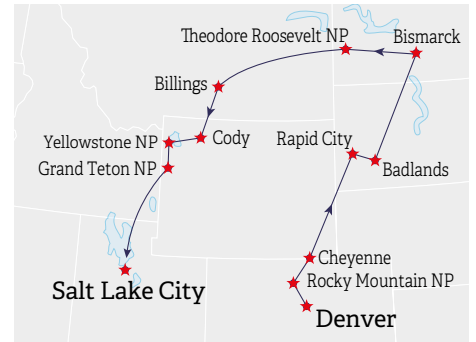 Theodore Roosevelt NP
Bismarck
Billings
Yellowstone NP
Cody
Rapid City
Grand Teton NP
Badlands
Cheyenne
Rocky Mountain NP
Salt Lake City
Denver